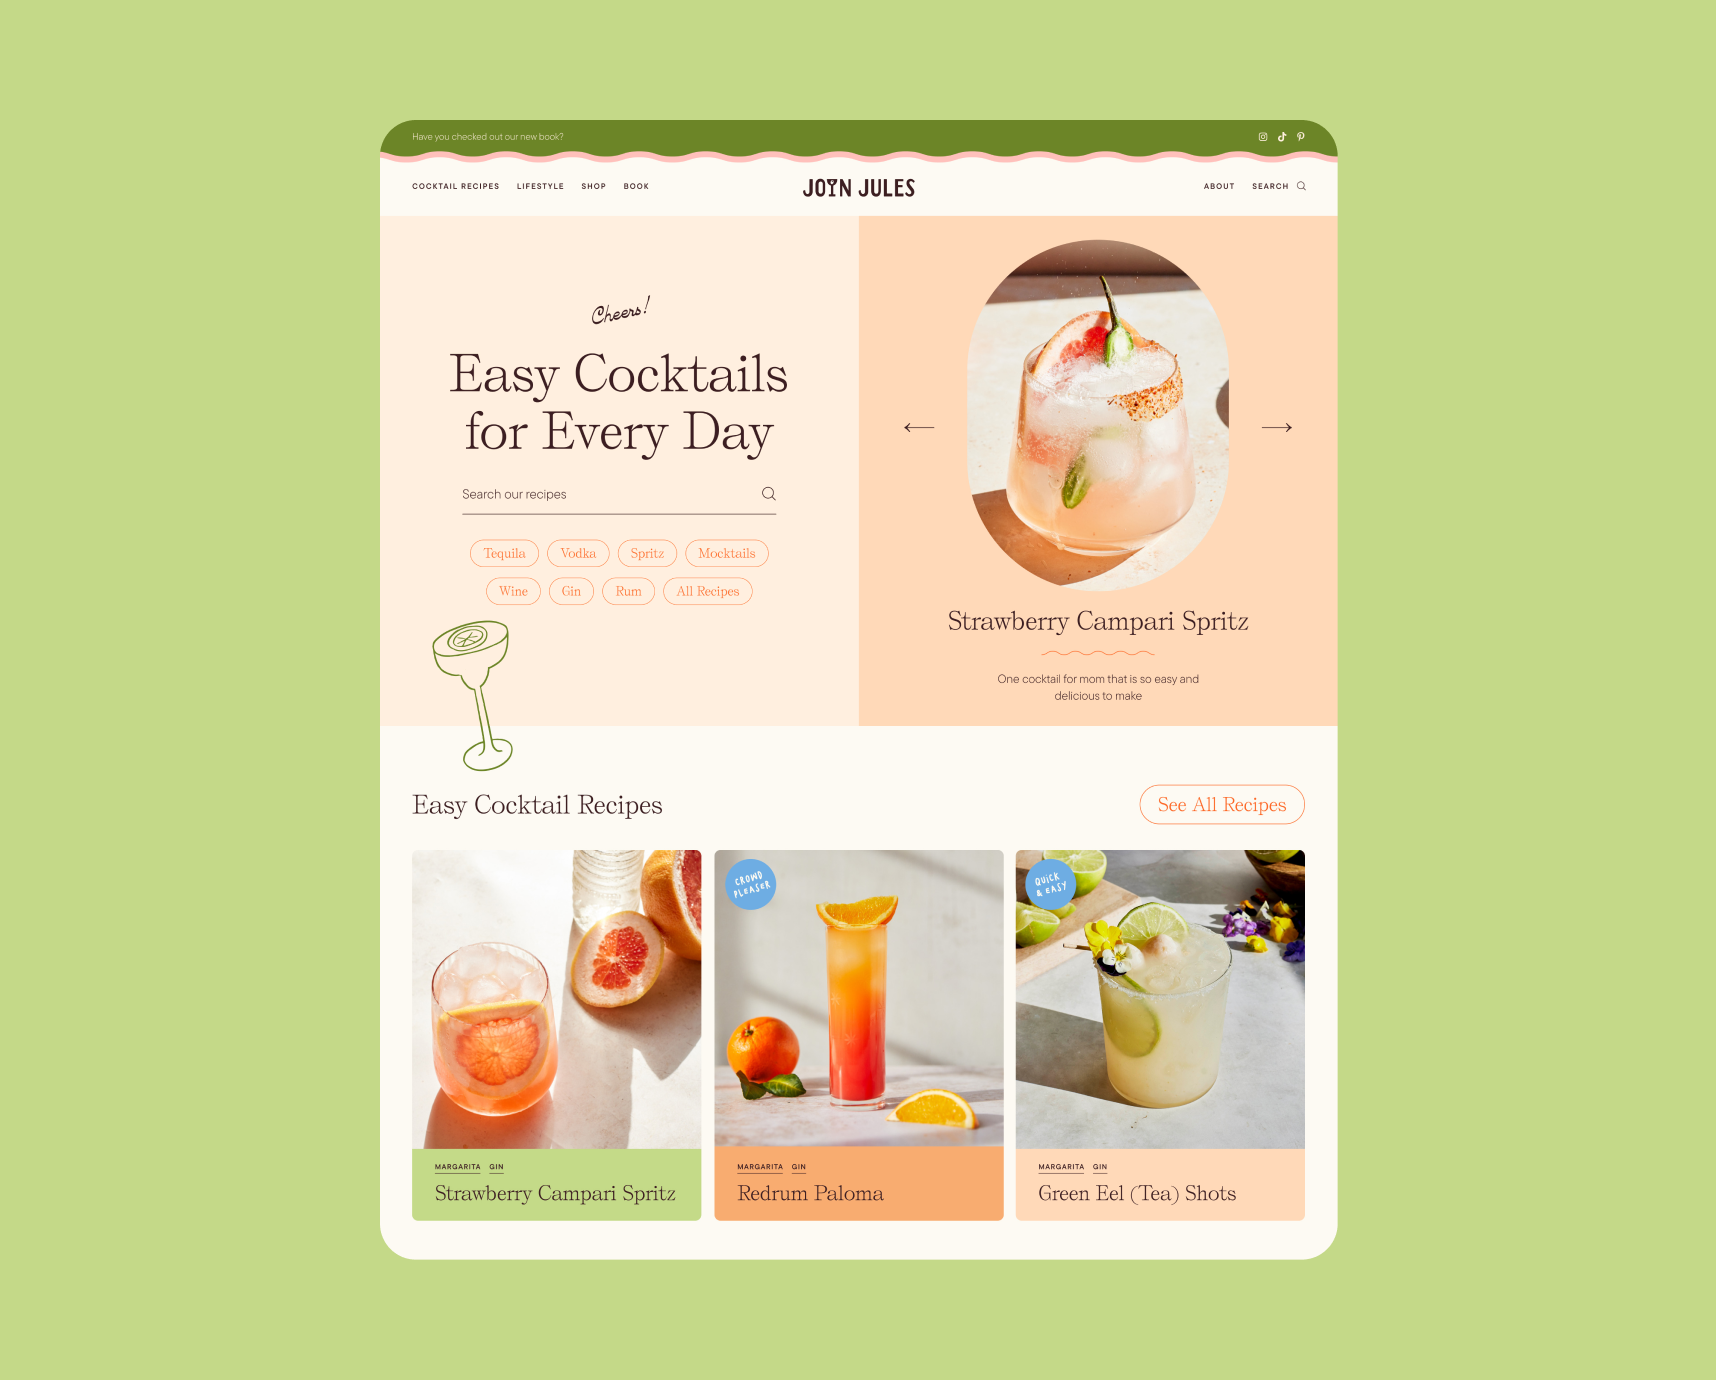 Have you checked out our new book?
COCKTAIL RECIPES LIFESTYLE SHOP BOOK
JOYN JULES
ABOUT SEARCH
Cheers!
Easy Cocktails
for Every Day
Search our recipes
Tequila Vodka Spritz Mocktails
Wine Gin Rum All Recipes
Strawberry Campari Spritz
One cocktail for mom that is so easy and
delicious to make
Easy Cocktail Recipes
See All Recipes
MARGARITA GIN
Strawberry Campari Spritz
CROWD
PLEASER
MARGARITA GIN
Redrum Paloma
QUICK
& EASY
MARGARITA GIN
Green Eel (Tea) Shots